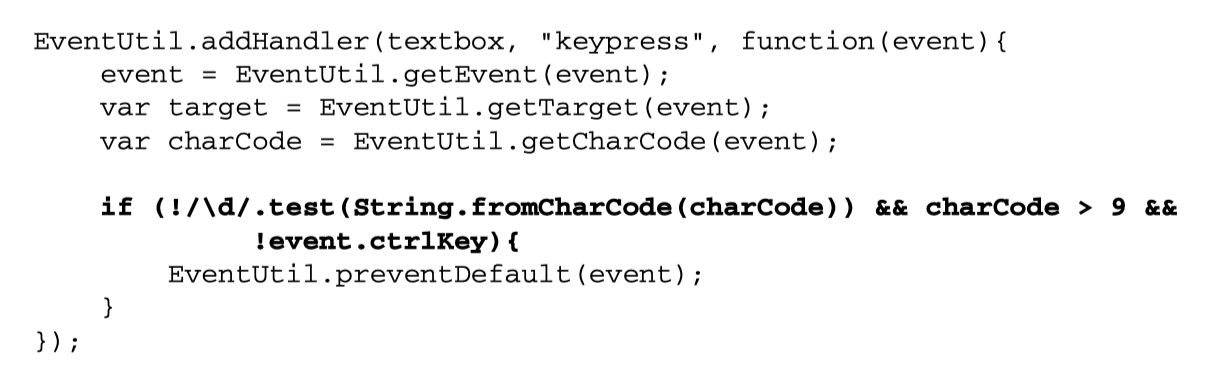 EventUtil.addHandler(textbox, "keypress", function(event){
    event = EventUtil.getEvent(event);
    var target = EventUtil.getTarget(event);
    var charCode = EventUtil.getCharCode(event);

    if (!/\d/.test(String.fromCharCode(charCode)) && charCode > 9 &&
             !event.ctrlKey){
        EventUtil.preventDefault(event);
    }
});